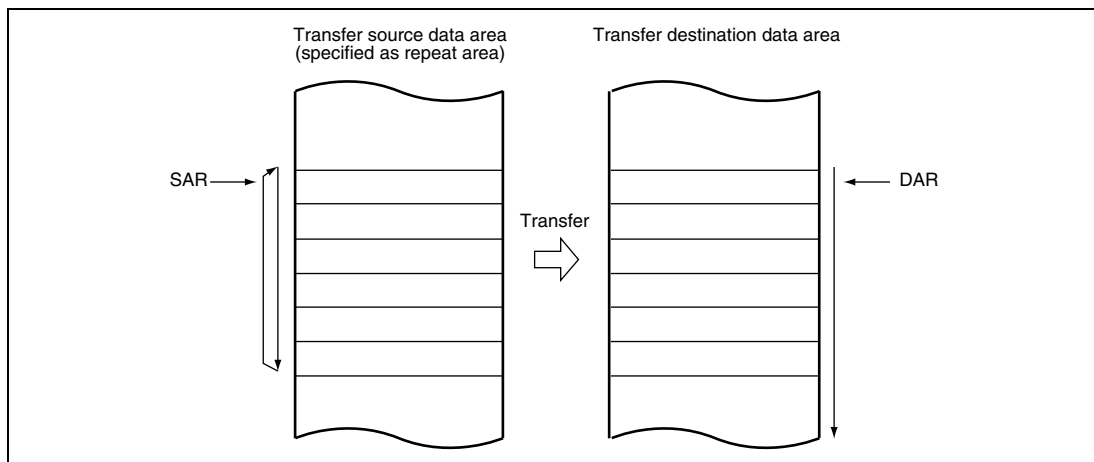 Transfer source data area
(specified as repeat area)
Transfer destination data area
SAR
Transfer
DAR